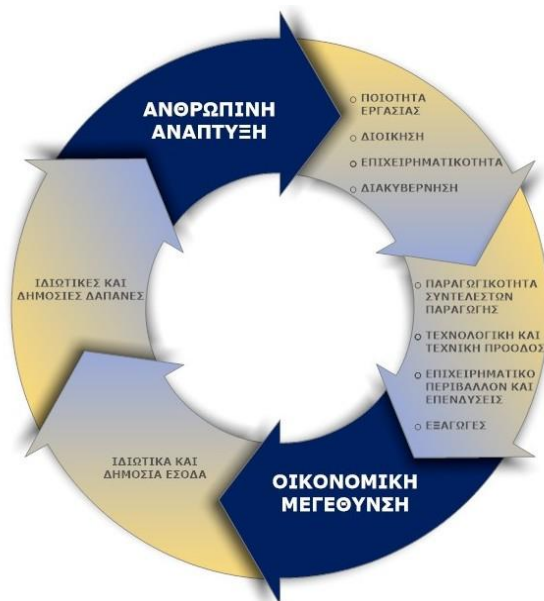 ΑΝΘΡΩΠΙΝΗ
ΑΝΑΠΤΥΞΗ
○ ΠΟΙΟΤΗΤΑ
ΕΡΓΑΣΙΑΣ
○ ΔΙΟΙΚΗΣΗ
○ ΕΠΙΧΕΙΡΗΜΑΤΙΚΟΤΗΤΑ
○ ΔΙΑΚΥΒΕΡΝΗΣΗ
○ ΠΑΡΑΓΩΓΙΚΟΤΗΤΑ
ΣΥΝΤΕΛΕΣΤΩΝ
ΠΑΡΑΓΩΓΗΣ
○ ΤΕΧΝΟΛΟΓΙΚΗ ΚΑΙ
ΤΕΧΝΙΚΗ ΠΡΟΟΔΟΣ
○ ΕΠΙΧΕΙΡΗΜΑΤΙΚΟ
ΠΕΡΙΒΑΛΛΟΝ ΚΑΙ
ΕΠΕΝΔΥΣΕΙΣ
○ ΕΞΑΓΩΓΕΣ
ΟΙΚΟΝΟΜΙΚΗ
ΜΕΓΕΘΥΝΣΗ
ΙΔΙΩΤΙΚΑ ΚΑΙ
ΔΗΜΟΣΙΑ ΕΣΟΔΑ
ΙΔΙΩΤΙΚΕΣ ΚΑΙ
ΔΗΜΟΣΙΕΣ ΔΑΠΑΝΕΣ